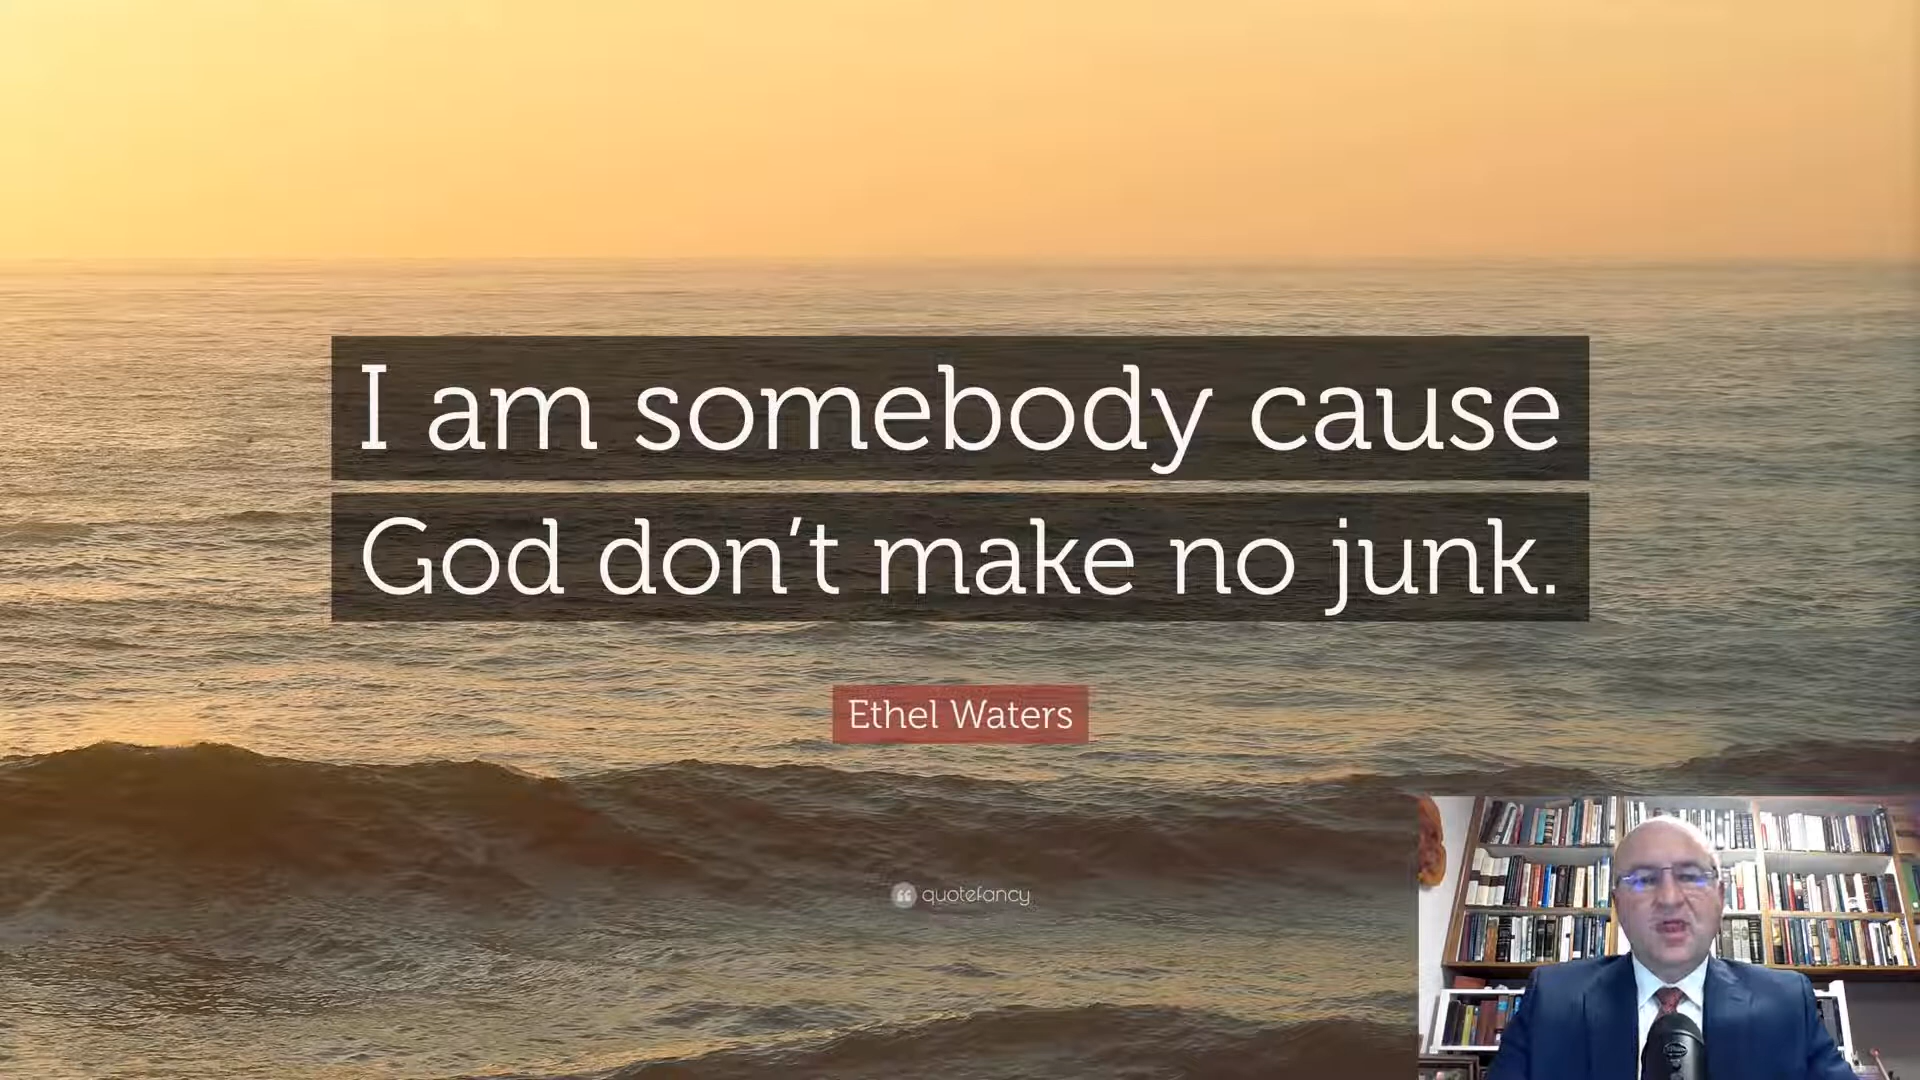 I am somebody cause
God don’t make no junk.
Ethel Waters
quotefancy